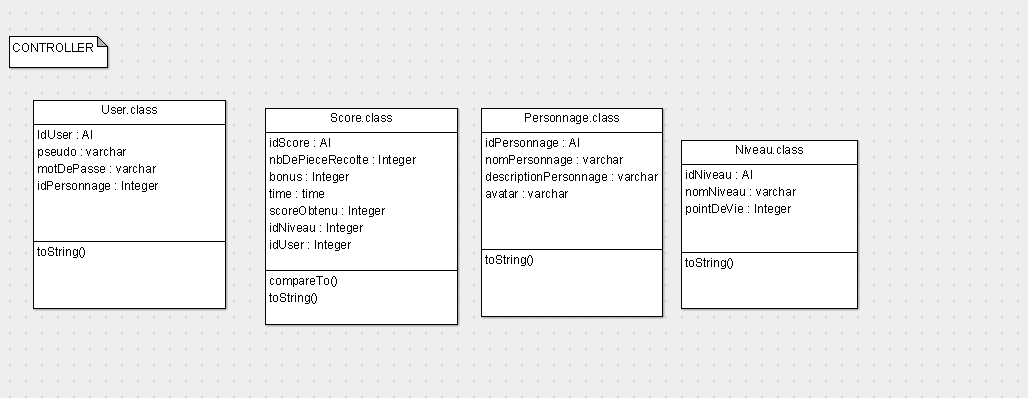 CONTROLLER
User.class
IdUser : AI
pseudo : varchar
motDePasse : varchar
idPersonnage : Integer
toString()
Score.class
idScore : AI
nbDePieceRecolte : Integer
bonus : Integer
time : time
scoreObtenu : Integer
idNiveau : Integer
idUser : Integer
compareTo()
toString()
Personnage.class
idPersonnage : AI
nomPersonnage : varchar
descriptionPersonnage : varchar
avatar : varchar
toString()
Niveau.class
idNiveau : AI
nomNiveau : varchar
pointDeVie : Integer
toString()